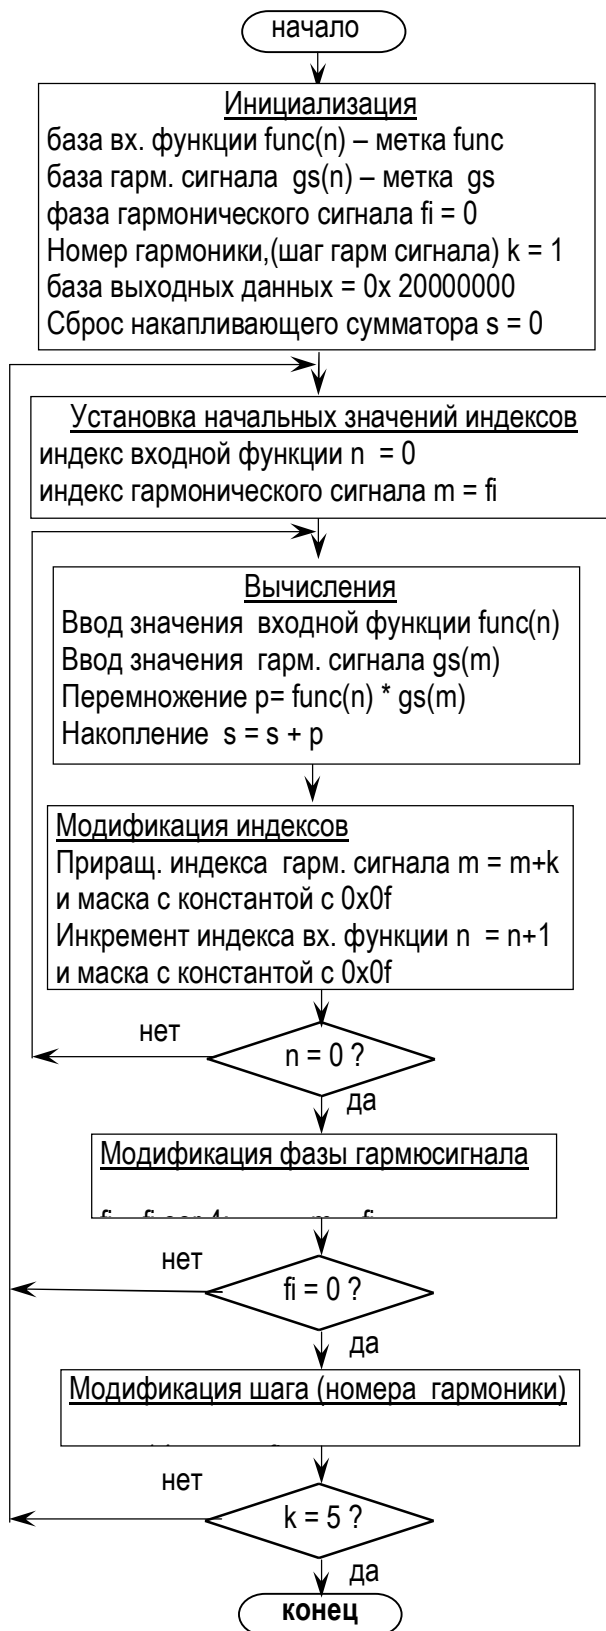 начало
Инициализация
база вх. функции func(n) – метка func
база гарм. сигнала gs(n) – метка gs
фаза гармонического сигнала fi = 0
Номер гармоники,(шаг гарм сигнала) k = 1
база выходных данных = 0x 20000000
Сброс накапливающего сумматора s = 0
Установка начальных значений индексов
индекс входной функции n = 0
индекс гармонического сигнала m = fi
Вычисления
Ввод значения входной функции func(n)
Ввод значения гарм. сигнала gs(m)
Перемножение p= func(n) * gs(m)
Накопление s = s + p
Модификация индексов
Приращ. индекса гарм. сигнала m = m+k
и маска с константой с 0x0f
Инкремент индекса вх. функции n = n+1
и маска с константой с 0x0f
нет
n = 0 ?
да
Модификация фазы гармюсигнала
нет
fi = 0 ?
да
Модификация шага (номера гармоники)
нет
k = 5 ?
да
конец